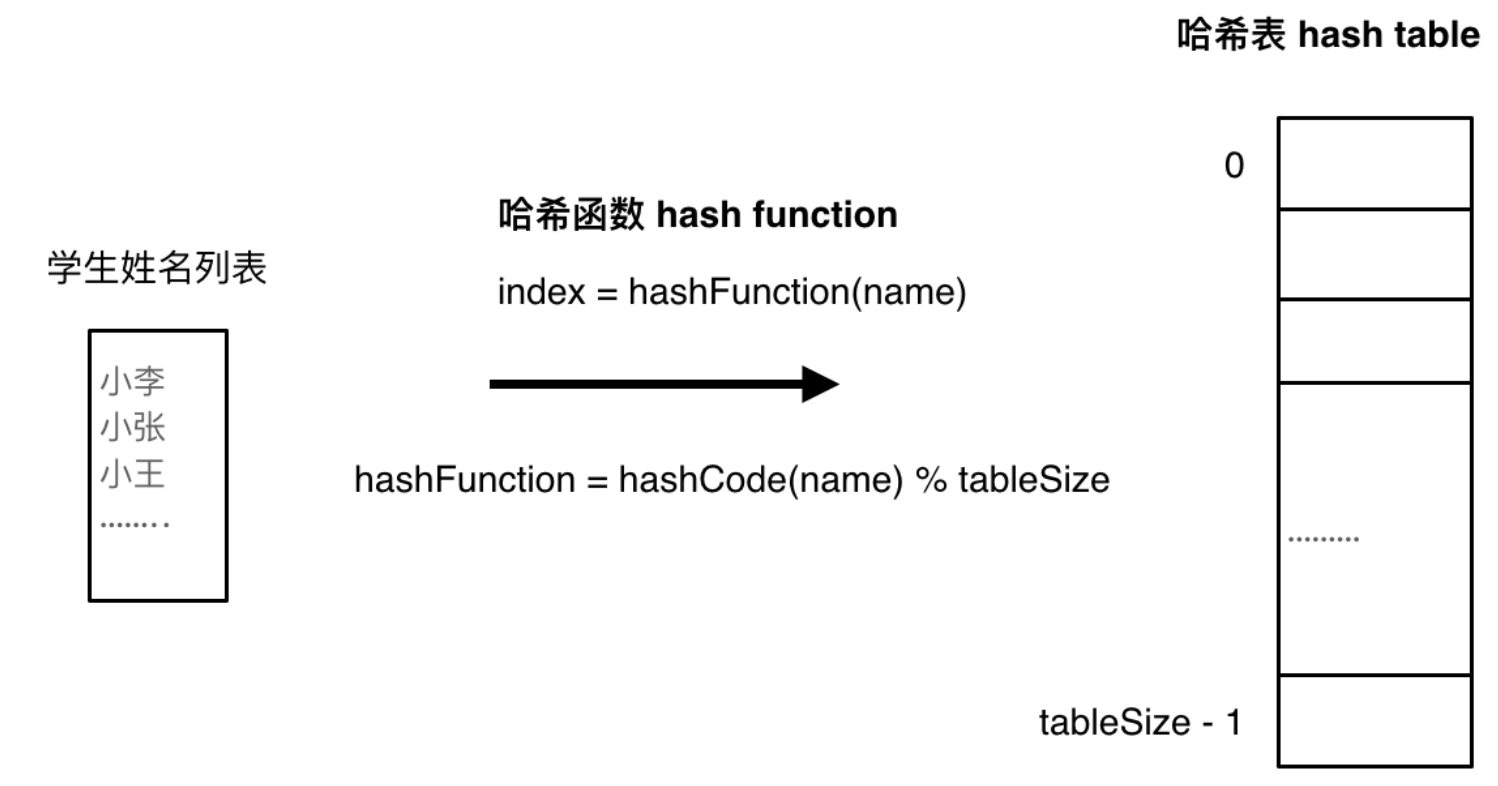 哈希表 hash table
0
哈希函数 hash function
学生姓名列表
index = hashFunction(name)
小李
小张
小王
........
hashFunction = hashCode(name) % tableSize
.........
tableSize - 1